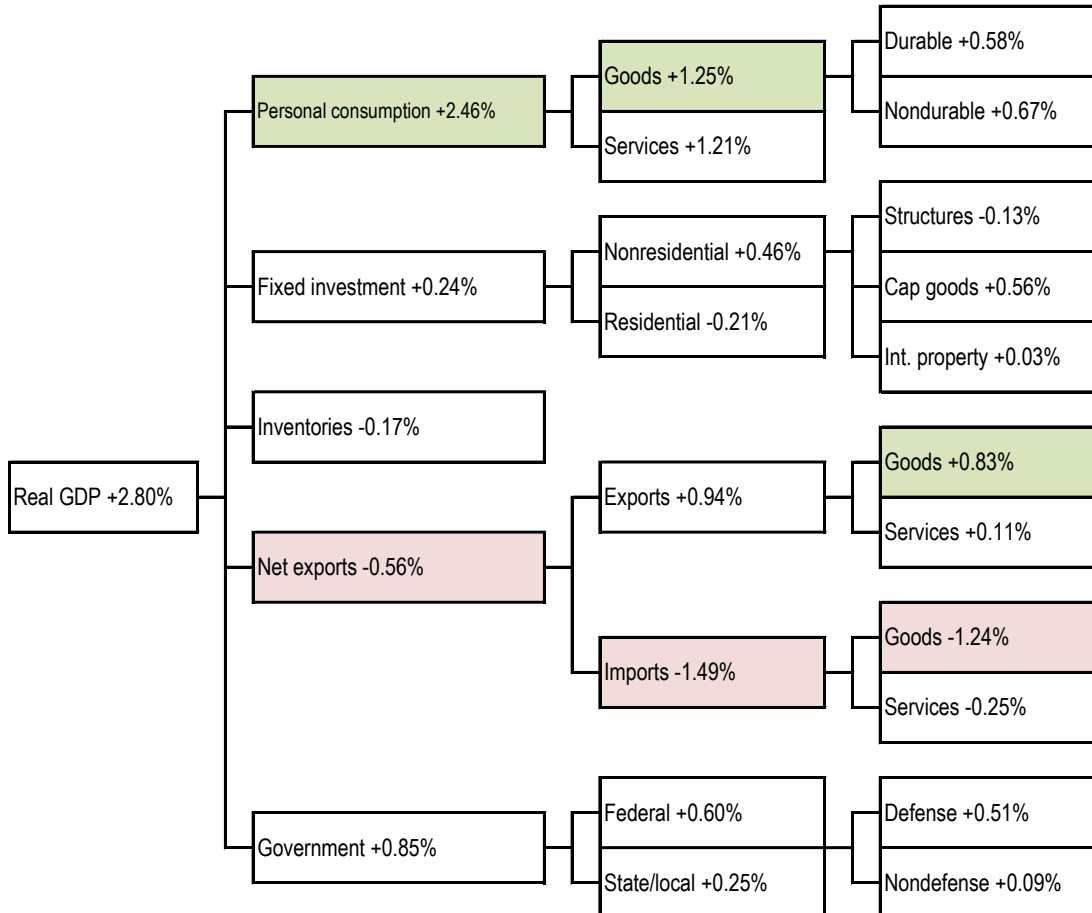 Real GDP +2.80%
Personal consumption +2.46%
Goods +1.25%
Durable +0.58%
Nondurable +0.67%
Services +1.21%
Fixed investment +0.24%
Nonresidential +0.46%
Structures -0.13%
Cap goods +0.56%
Int. property +0.03%
Residential -0.21%
Inventories -0.17%
Net exports -0.56%
Exports +0.94%
Goods +0.83%
Services +0.11%
Imports -1.49%
Goods -1.24%
Services -0.25%
Government +0.85%
Federal +0.60%
Defense +0.51%
Nondefense +0.09%
State/local +0.25%